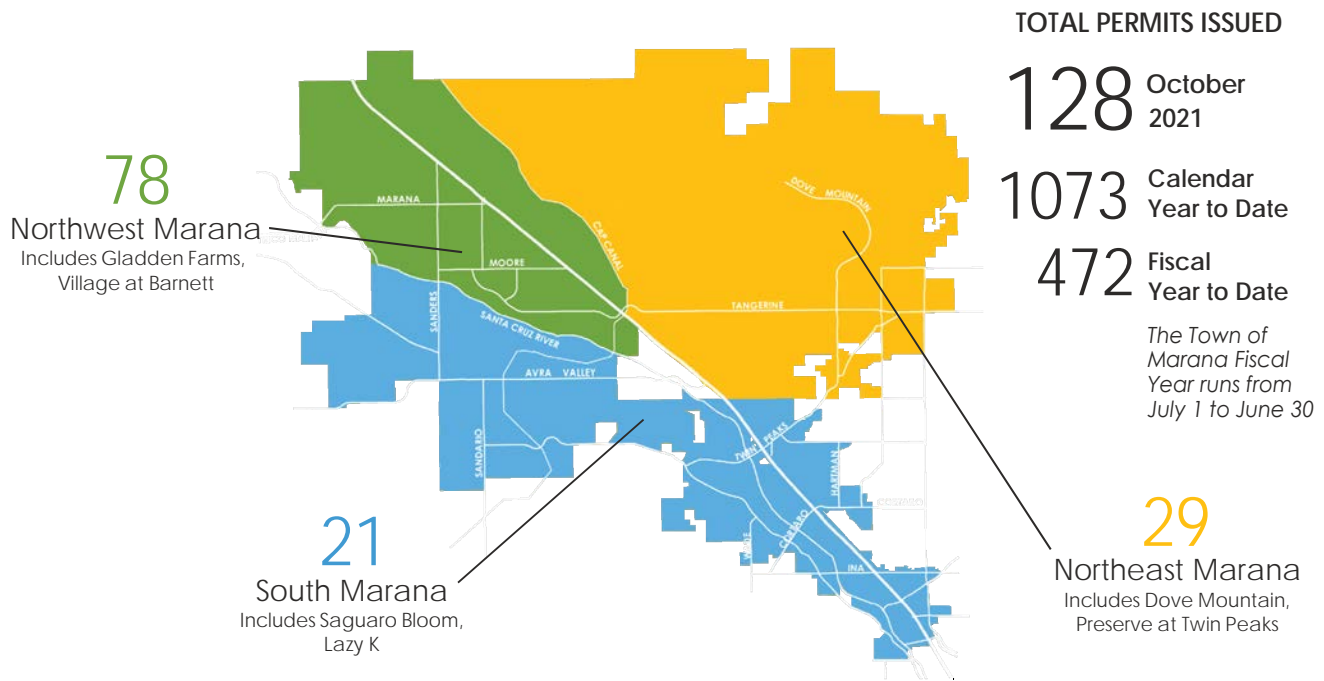 TOTAL PERMITS ISSUED
128 October
2021
1073 Calendar
Year to Date
472 Fiscal
Year to Date
The Town of
Marana Fiscal
Year runs from
July 1 to June 30
78
Northwest Marana
Includes Gladden Farms,
Village at Barnett
21
South Marana
Includes Saguaro Bloom,
Lazy K
29
Northeast Marana
Includes Dove Mountain,
Preserve at Twin Peaks
MARANA
MOORE
SANDERS
SANTA CRUZ RIVER
CAP CANAL
DOVE MOUNTAIN
TANGERINE
AVRA VALLEY
SANDARIO
TWIN PEAKS
HARTMAN
CORTARO
INA